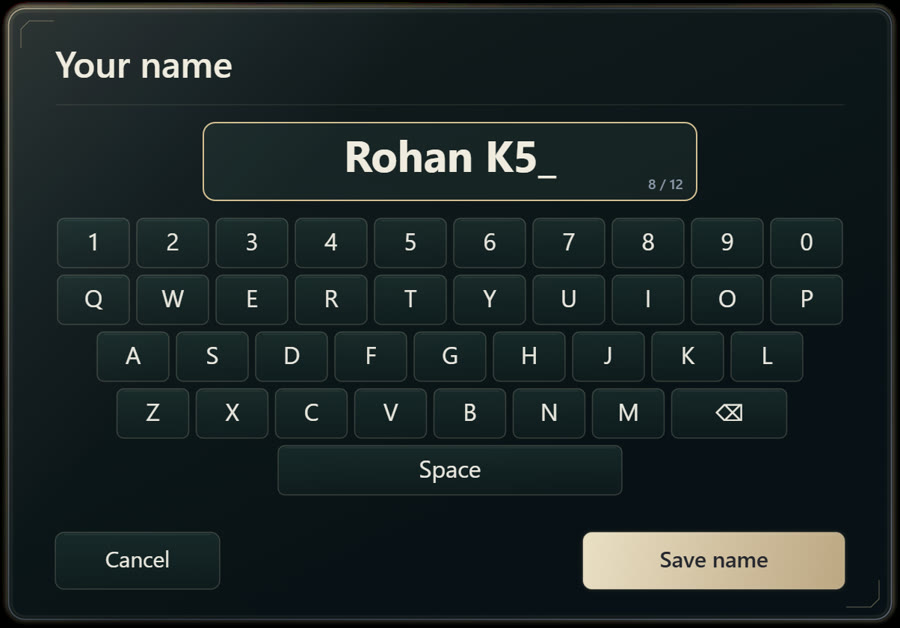 Your name
Rohan K5_
8 / 12
1 2 3 4 5 6 7 8 9 0
Q W E R T Y U I O P
A S D F G H J K L
Z X C V B N M ⌫
Space
Cancel Save name